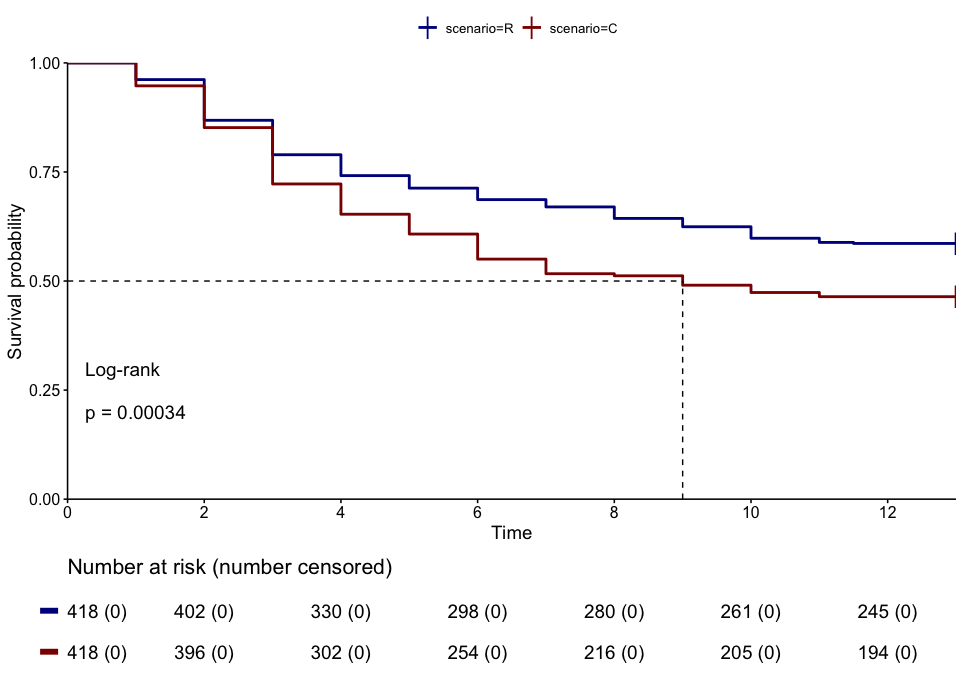 scenario=R scenario=C
1.00
0.75
0.50
0.25
0.00
Survival probability
Log-rank
p = 0.00034
0 2 4 6 8 10 12
Time
Number at risk (number censored)
418 (0) 402 (0) 330 (0) 298 (0) 280 (0) 261 (0) 245 (0)
418 (0) 396 (0) 302 (0) 254 (0) 216 (0) 205 (0) 194 (0)